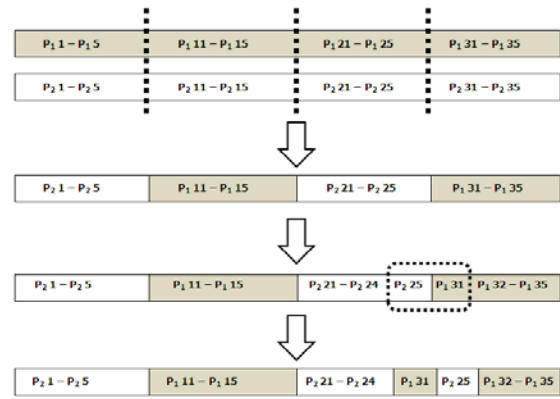 P₁ 1 – P₁ 5 P₁ 11 – P₁ 15 P₁ 21 – P₁ 25 P₁ 31 – P₁ 35
P₂ 1 – P₂ 5 P₂ 11 – P₂ 15 P₂ 21 – P₂ 25 P₂ 31 – P₂ 35
P₂ 1 – P₂ 5 P₁ 11 – P₁ 15 P₂ 21 – P₂ 25 P₁ 31 – P₁ 35
P₂ 1 – P₂ 5 P₁ 11 – P₁ 15 P₂ 21 – P₂ 24 P₂ 25 P₁ 31 P₁ 32 – P₁ 35
P₂ 1 – P₂ 5 P₁ 11 – P₁ 15 P₂ 21 – P₂ 24 P₁ 31 P₂ 25 P₁ 32 – P₁ 35